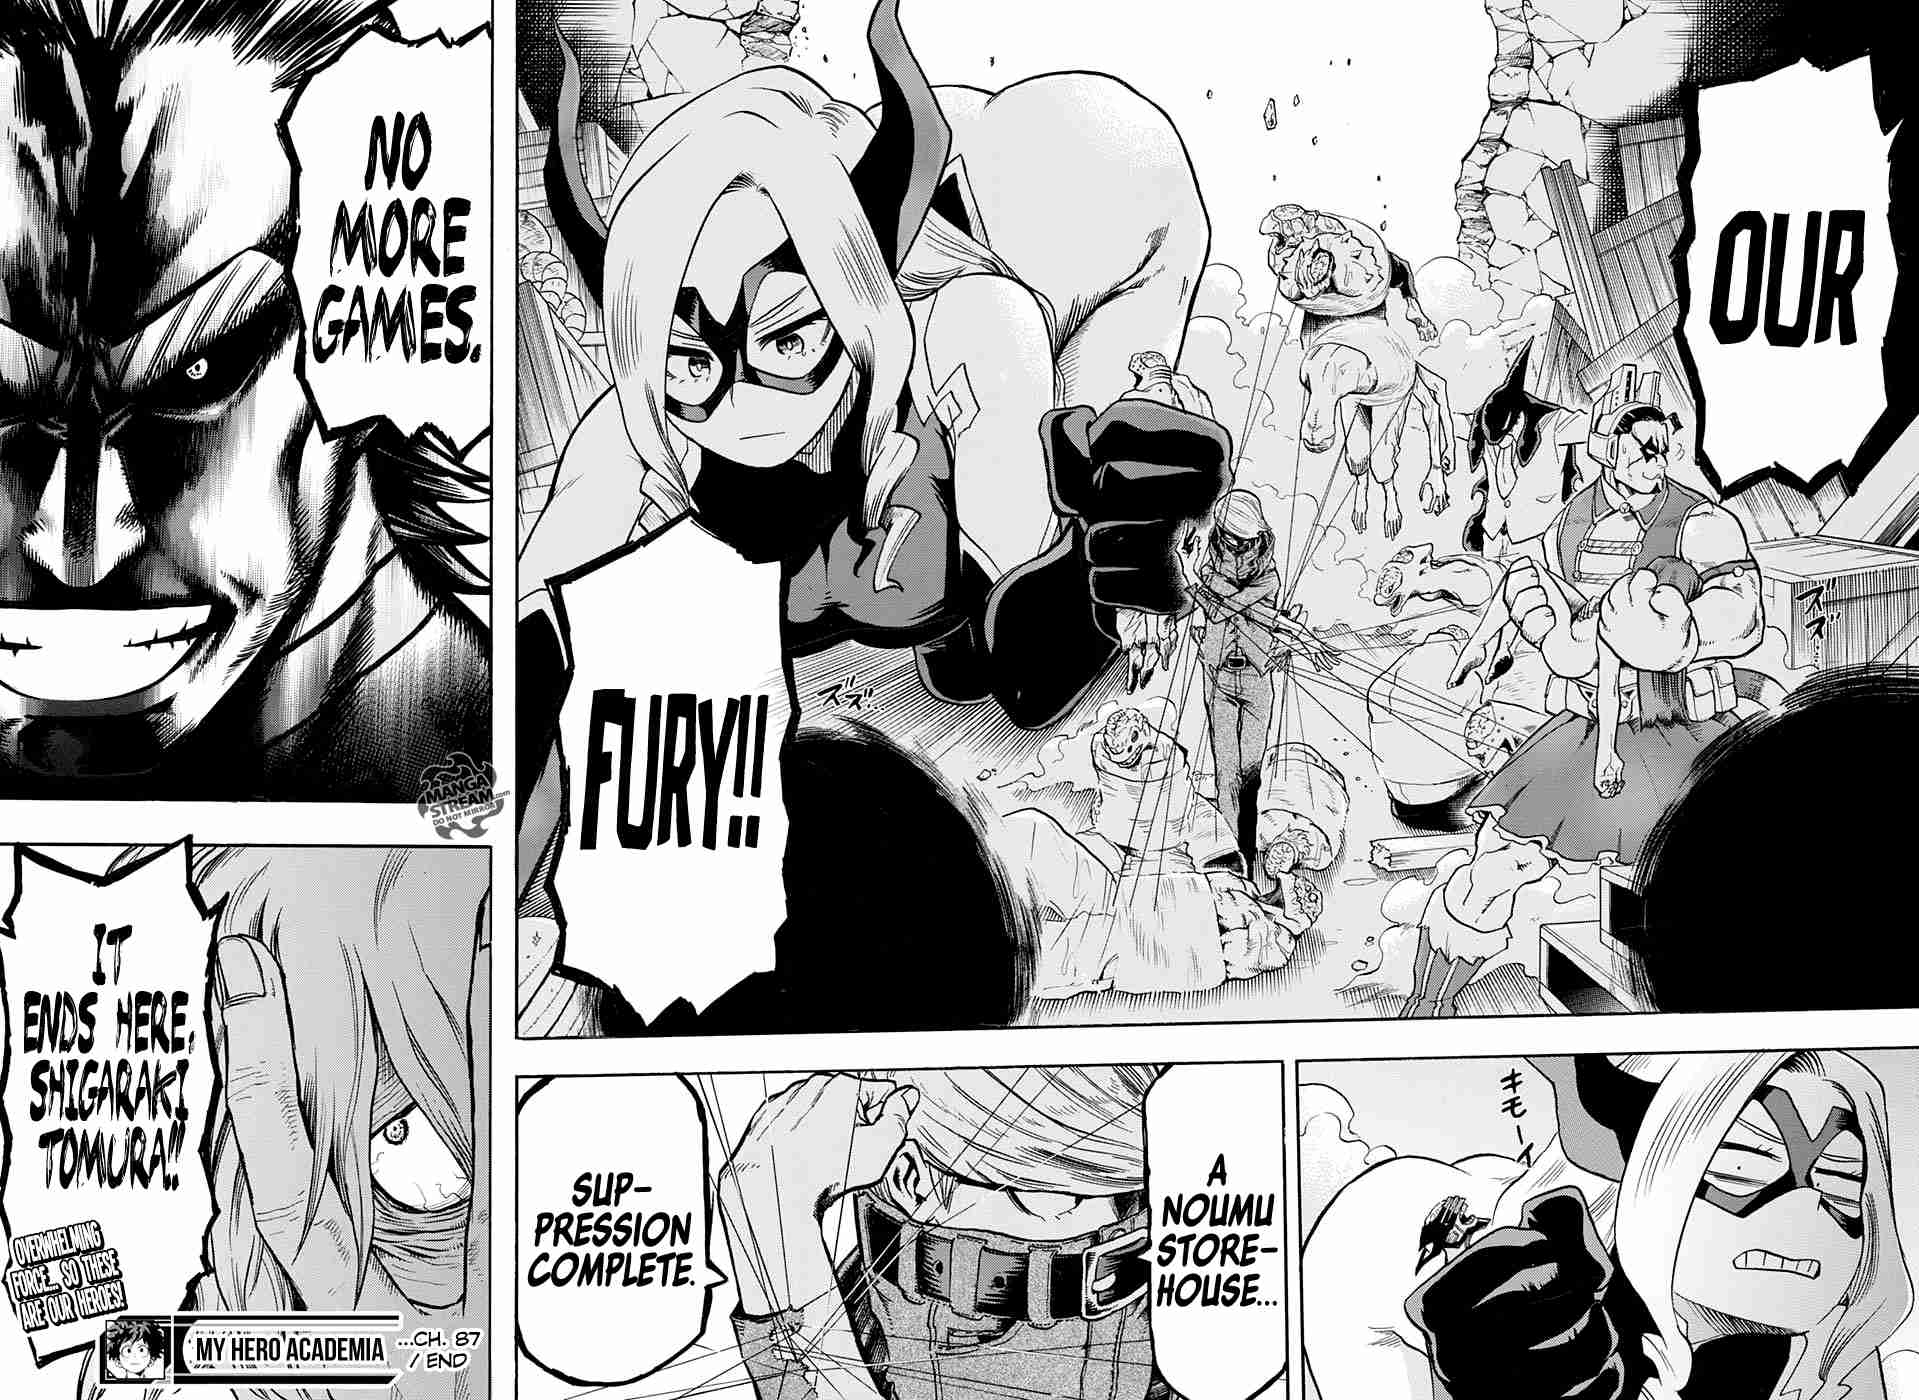 OUR
FURY!!
ズズ...
ズズ...
キモーイ
A
NOUMU
STORE-
HOUSE...
SUP-
PRESSION
COMPLETE.
NO
MORE
GAMES.
IT
ENDS HERE,
SHIGARAKI
TOMURA!!
OVERWHELMING
FORCE... SO THESE
ARE OUR HEROES!
MY HERO ACADEMIA
...CH. 87
/ END
MANGA
STREAM.com
DO NOT MIRROR